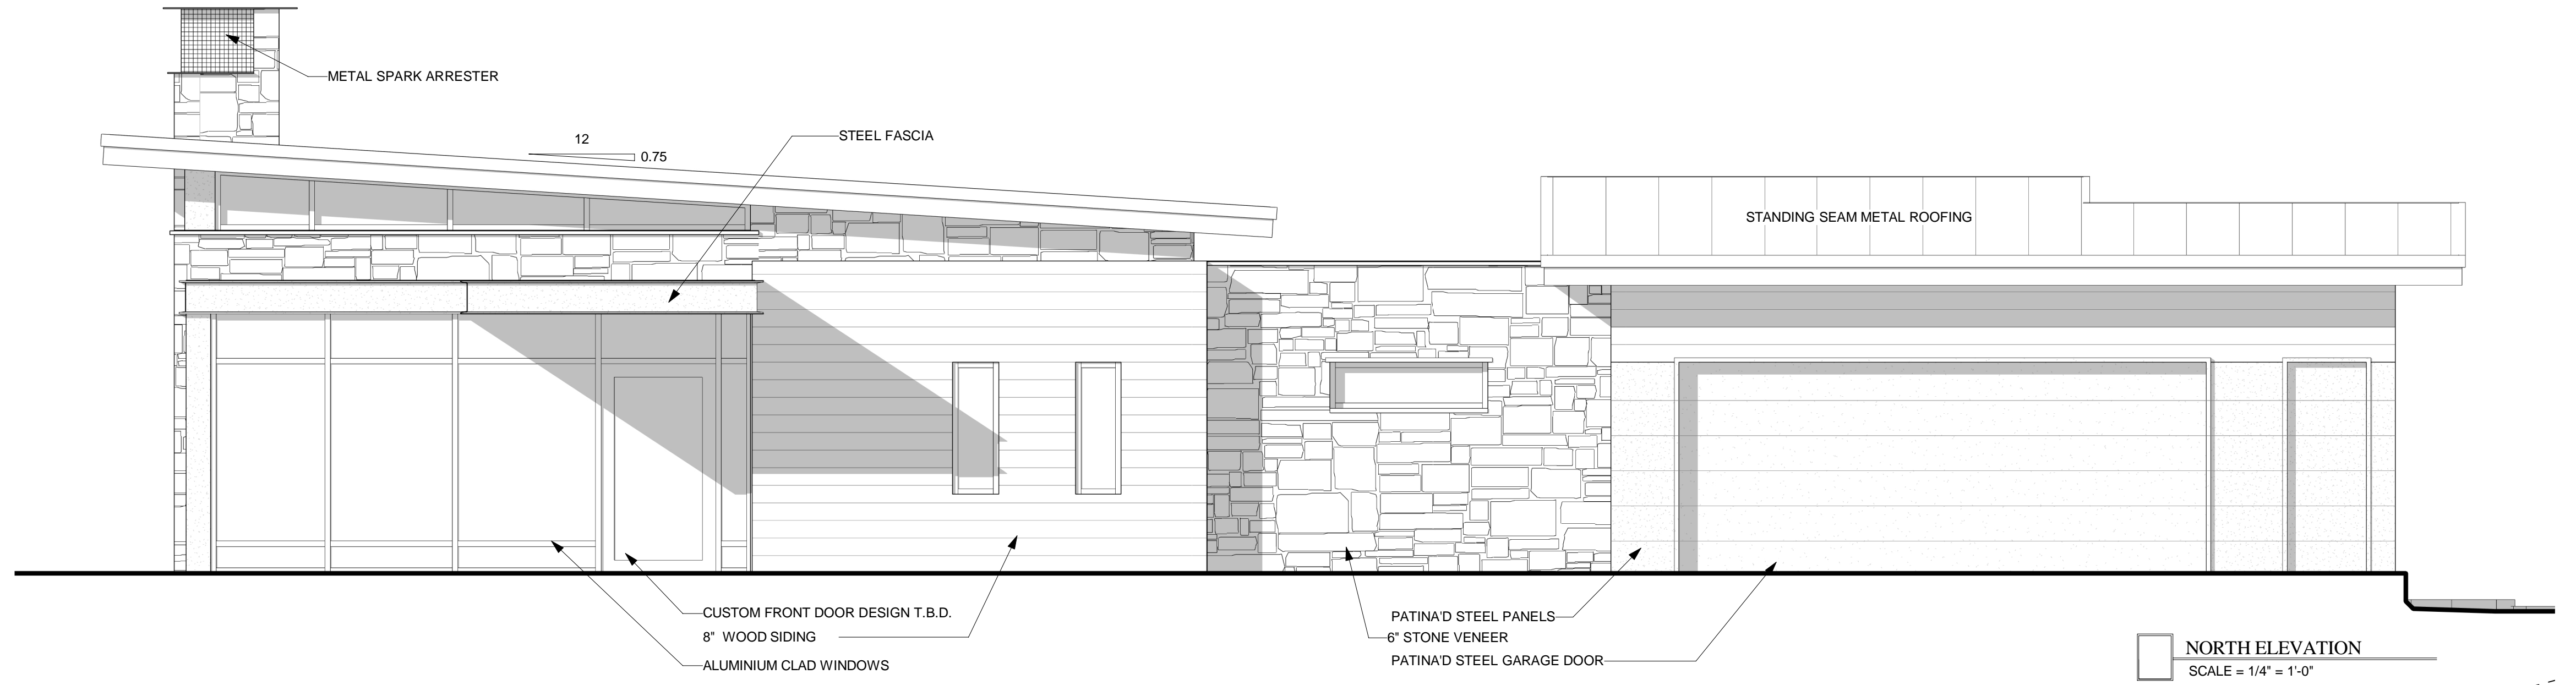 METAL SPARK ARRESTER
12
0.75
STEEL FASCIA
STANDING SEAM METAL ROOFING
CUSTOM FRONT DOOR DESIGN T.B.D.
8" WOOD SIDING
ALUMINIUM CLAD WINDOWS
PATINA'D STEEL PANELS
6" STONE VENEER
PATINA'D STEEL GARAGE DOOR
NORTH ELEVATION
SCALE = 1/4" = 1'-0"